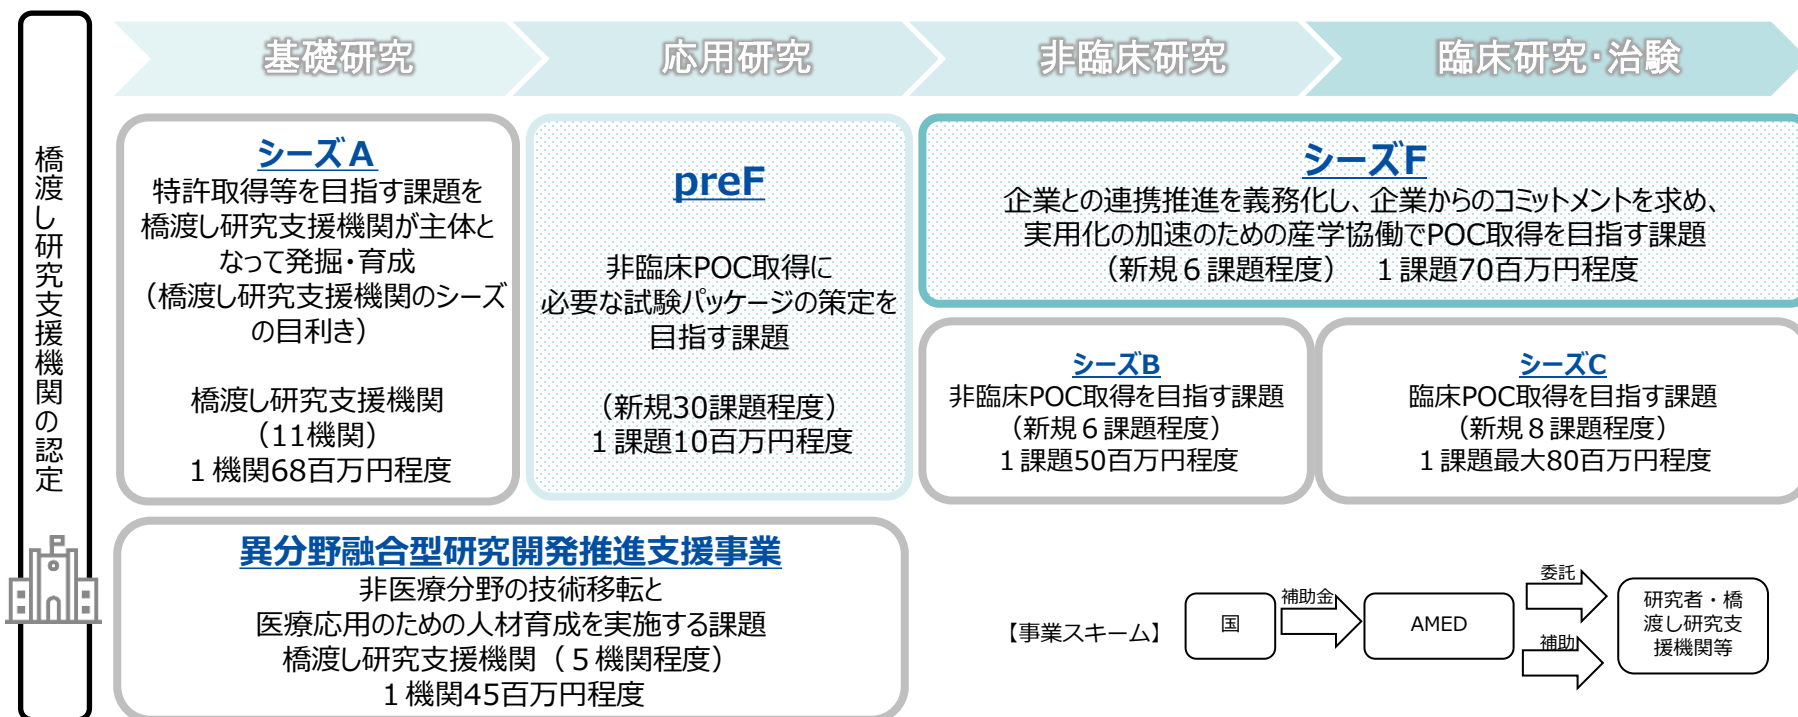 橋渡し研究支援機関の認定
基礎研究
応用研究
非臨床研究
臨床研究・治験
シーズA
特許取得等を目指す課題を
橋渡し研究支援機関が主体と
なって発掘・育成
（橋渡し研究支援機関のシーズ
の目利き）
橋渡し研究支援機関
（11機関）
１機関68百万円程度
preF
非臨床POC取得に
必要な試験パッケージの策定を
目指す課題
（新規30課題程度）
１課題10百万円程度
シーズF
企業との連携推進を義務化し、企業からのコミットメントを求め、
実用化の加速のための産学協働でPOC取得を目指す課題
（新規６課題程度）　１課題70百万円程度
シーズB
非臨床POC取得を目指す課題
（新規６課題程度）
１課題50百万円程度
シーズC
臨床POC取得を目指す課題
（新規８課題程度）
１課題最大80百万円程度
異分野融合型研究開発推進支援事業
非医療分野の技術移転と
医療応用のための人材育成を実施する課題
橋渡し研究支援機関（５機関程度）
１機関45百万円程度
【事業スキーム】
国
補助金
AMED
委託
補助
研究者・橋
渡し研究支
援機関等